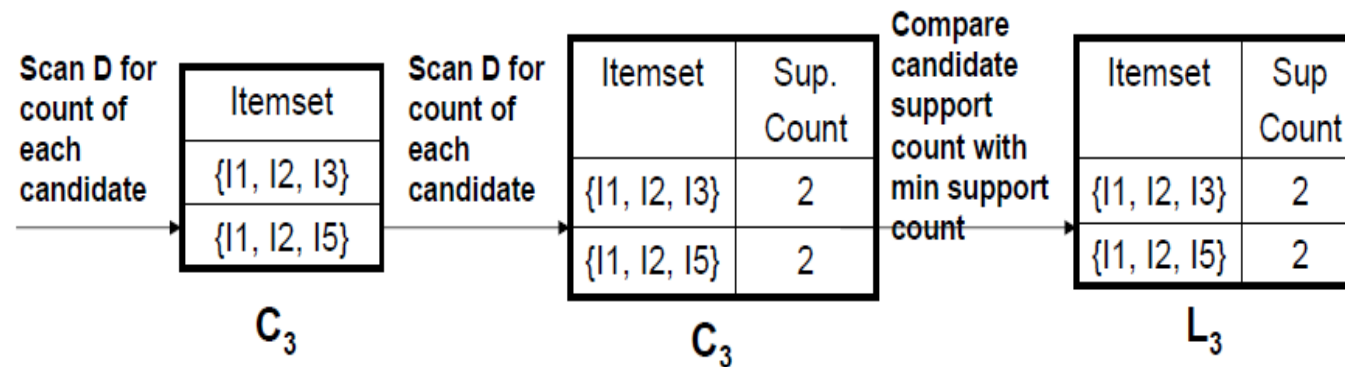 Scan D for
count of
each
candidate
Itemset
{I1, I2, I3}
{I1, I2, I5}
C3
Scan D for
count of
each
candidate
Itemset Sup.
Count
{I1, I2, I3} 2
{I1, I2, I5} 2
C3
Compare
candidate
support
count with
min support
count
Itemset Sup
Count
{I1, I2, I3} 2
{I1, I2, I5} 2
L3